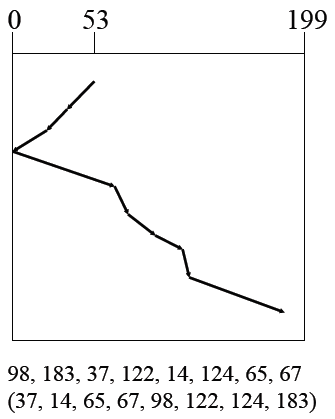 0 53 199
98, 183, 37, 122, 14, 124, 65, 67
(37, 14, 65, 67, 98, 122, 124, 183)